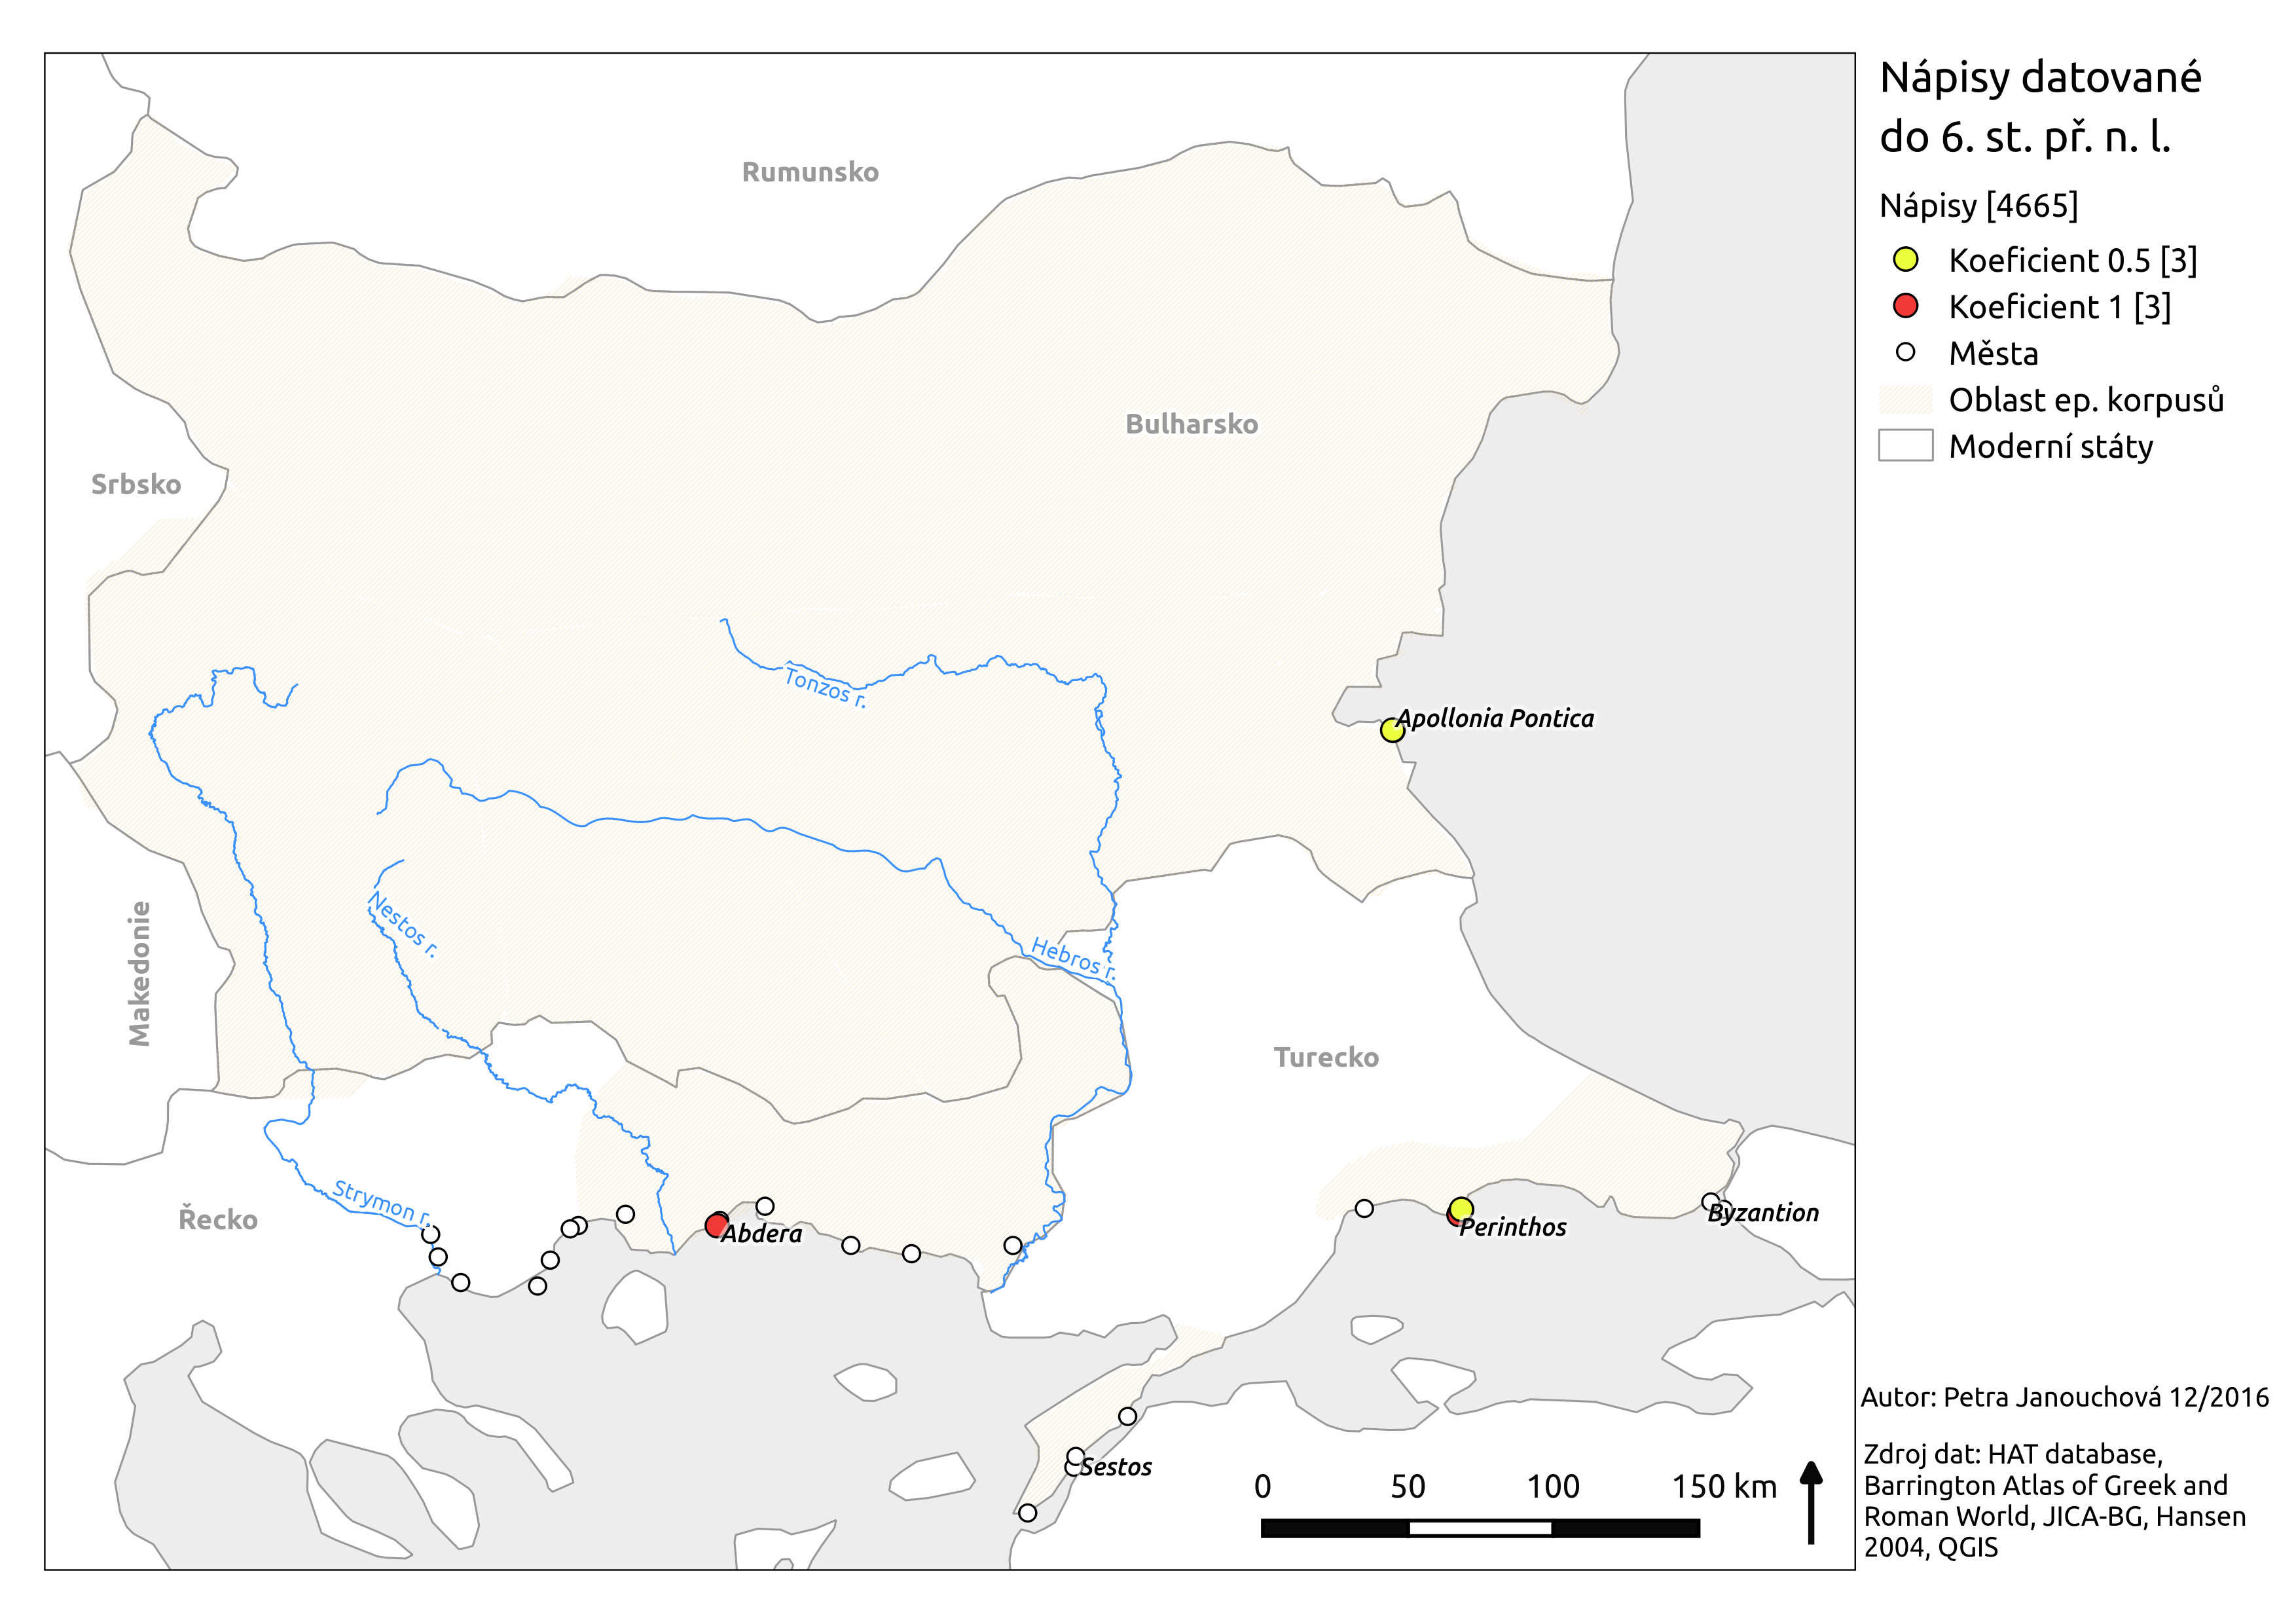 Nápisy datované
do 6. st. př. n. l.
Nápisy [4665]
Koeficient 0.5 [3]
Koeficient 1 [3]
Města
Oblast ep. korpusů
Moderní státy
Rumunsko
Bulharsko
Srbsko
Tonzos r.
Apollonia Pontica
Nestos r.
Makedonie
Hebros r.
Turecko
Strymon r.
Řecko
Abdera
Perinthos
Byzantion
Sestos
0 50 100 150 km
Autor: Petra Janouchová 12/2016
Zdroj dat: HAT database,
Barrington Atlas of Greek and
Roman World, JICA-BG, Hansen
2004, QGIS